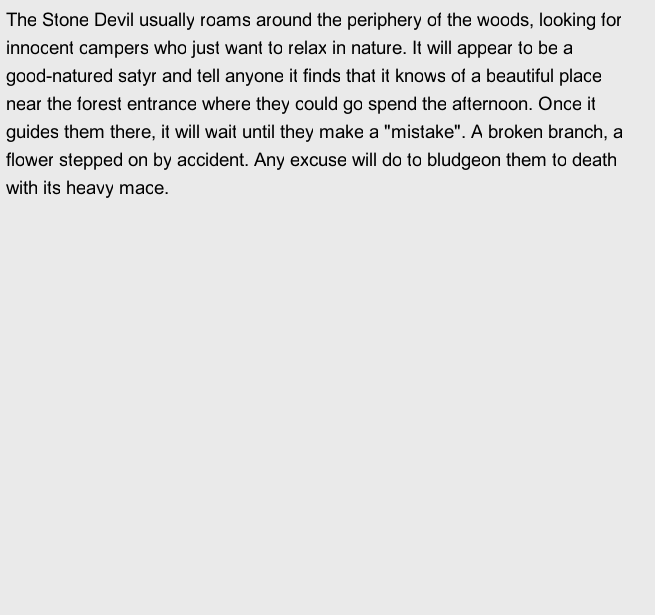 The Stone Devil usually roams around the periphery of the woods, looking for
innocent campers who just want to relax in nature. It will appear to be a
good-natured satyr and tell anyone it finds that it knows of a beautiful place
near the forest entrance where they could go spend the afternoon. Once it
guides them there, it will wait until they make a "mistake". A broken branch, a
flower stepped on by accident. Any excuse will do to bludgeon them to death
with its heavy mace.